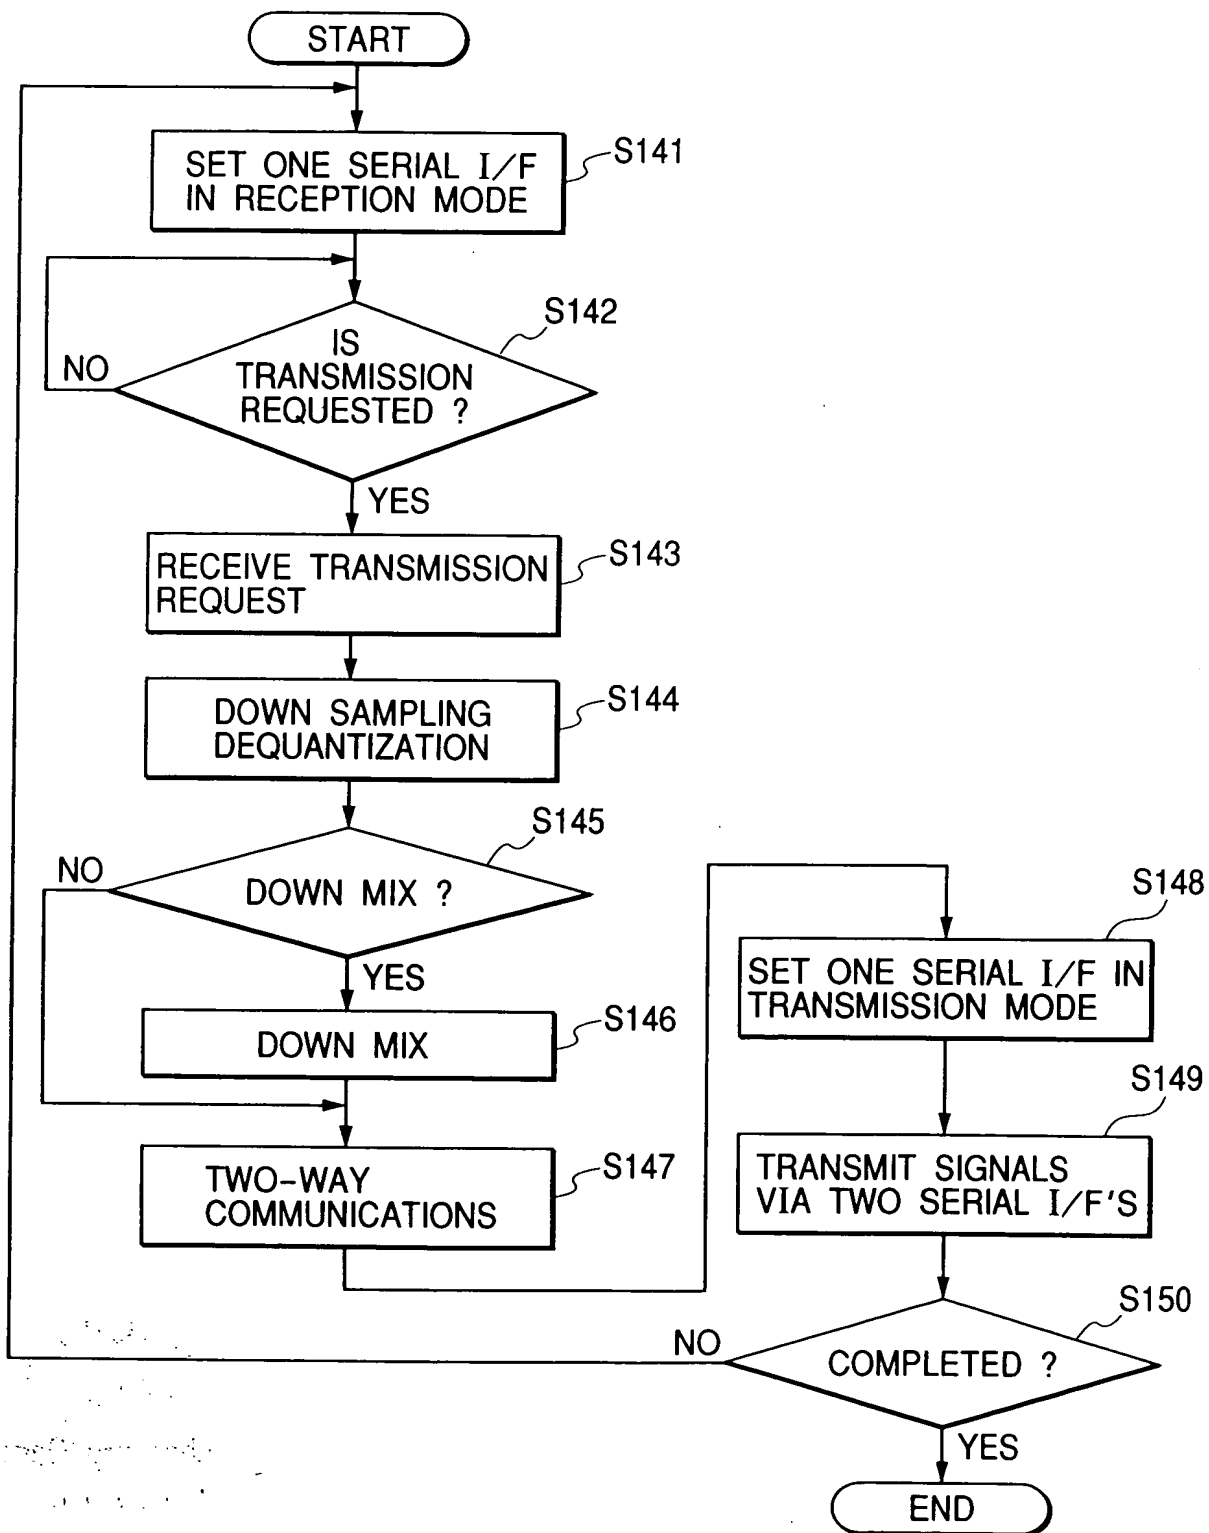 START
SET ONE SERIAL I/F
IN RECEPTION MODE
S141
IS
TRANSMISSION
REQUESTED ?
S142
NO
YES
RECEIVE TRANSMISSION
REQUEST
S143
DOWN SAMPLING
DEQUANTIZATION
S144
DOWN MIX ?
S145
NO
YES
DOWN MIX
S146
TWO-WAY
COMMUNICATIONS
S147
SET ONE SERIAL I/F IN
TRANSMISSION MODE
S148
TRANSMIT SIGNALS
VIA TWO SERIAL I/F'S
S149
COMPLETED ?
S150
NO
YES
END